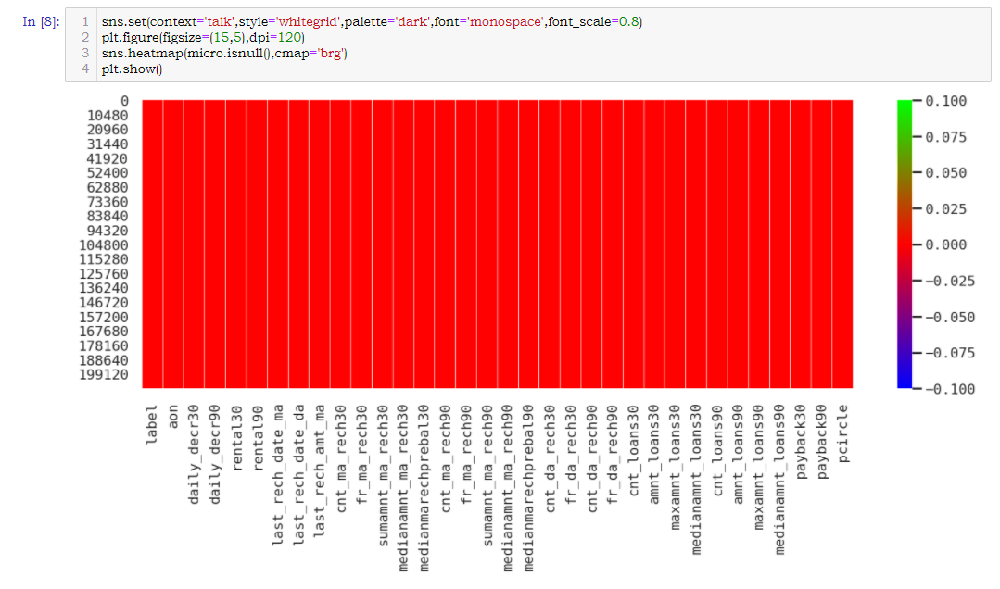 In [8]:
1 sns.set(context='talk',style='whitegrid',palette='dark',font='monospace',font_scale=0.8)
2 plt.figure(figsize=(15,5),dpi=120)
3 sns.heatmap(micro.isnull(),cmap='brg')
4 plt.show()
0
10480
20960
31440
41920
52400
62880
73360
83840
94320
104800
115280
125760
136240
146720
157200
167680
178160
188640
199120
0.100
0.075
0.050
0.025
0.000
−0.025
−0.050
−0.075
−0.100
label
aon
daily_decr30
daily_decr90
rental30
rental90
last_rech_date_ma
last_rech_date_da
last_rech_amt_ma
cnt_ma_rech30
fr_ma_rech30
sumamnt_ma_rech30
medianamnt_ma_rech30
medianmarechprebal30
cnt_ma_rech90
fr_ma_rech90
sumamnt_ma_rech90
medianamnt_ma_rech90
medianmarechprebal90
cnt_da_rech30
fr_da_rech30
cnt_da_rech90
fr_da_rech90
cnt_loans30
amnt_loans30
maxamnt_loans30
medianamnt_loans30
cnt_loans90
amnt_loans90
maxamnt_loans90
medianamnt_loans90
payback30
payback90
pcircle